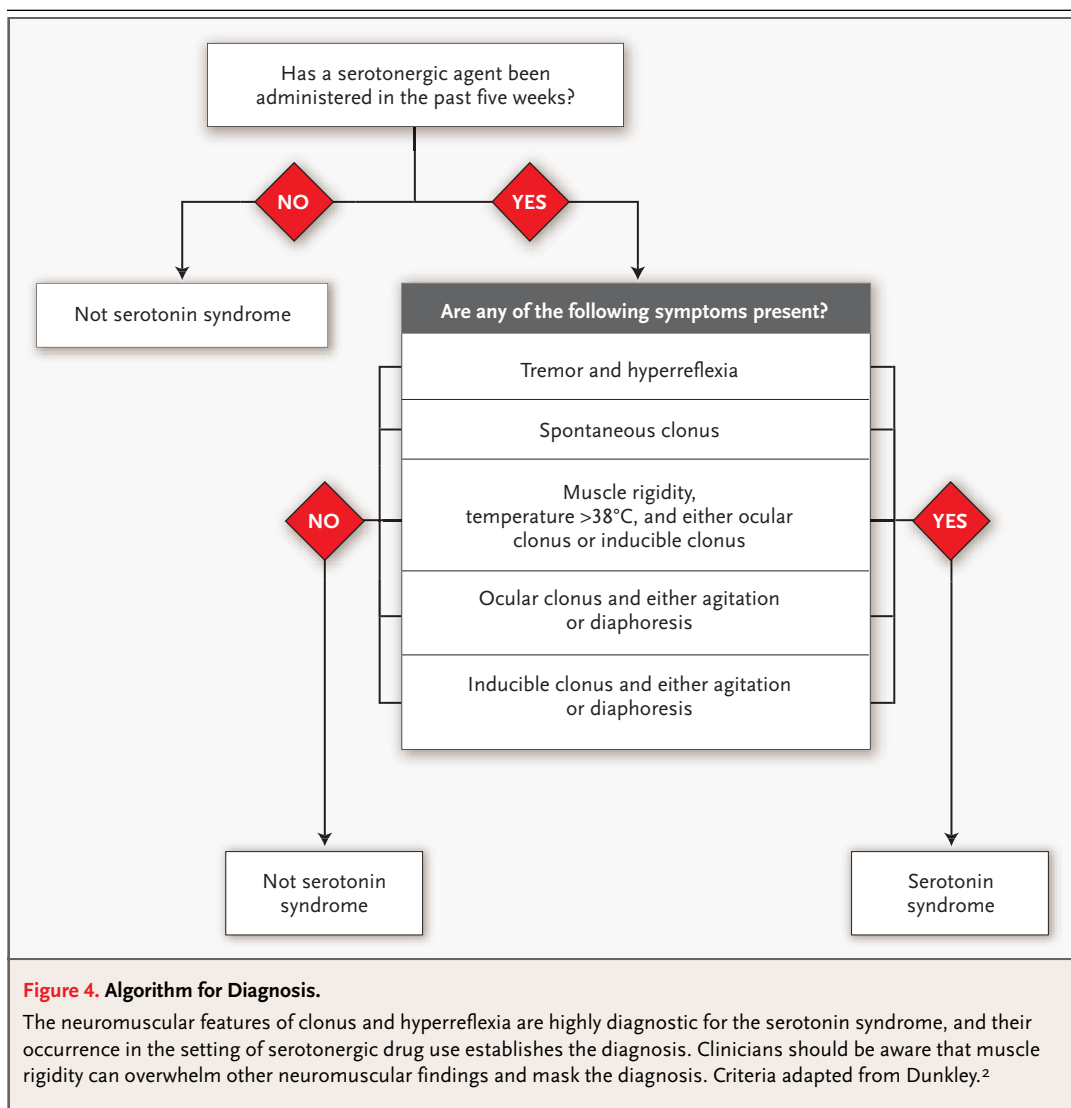 Has a serotonergic agent been
administered in the past five weeks?
NO
YES
Not serotonin syndrome
Are any of the following symptoms present?
Tremor and hyperreflexia
Spontaneous clonus
Muscle rigidity,
temperature >38°C, and either ocular
clonus or inducible clonus
Ocular clonus and either agitation
or diaphoresis
Inducible clonus and either agitation
or diaphoresis
NO
YES
Not serotonin
syndrome
Serotonin
syndrome
Figure 4. Algorithm for Diagnosis.
The neuromuscular features of clonus and hyperreflexia are highly diagnostic for the serotonin syndrome, and their
occurrence in the setting of serotonergic drug use establishes the diagnosis. Clinicians should be aware that muscle
rigidity can overwhelm other neuromuscular findings and mask the diagnosis. Criteria adapted from Dunkley.²